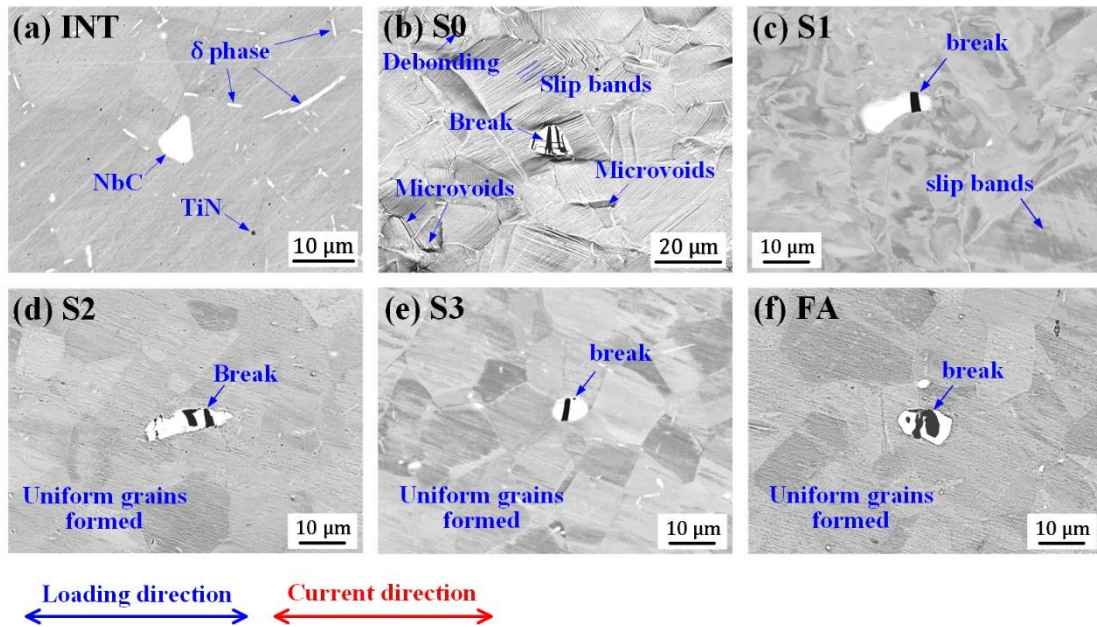 (a) INT
δ phase
NbC
TiN
10 μm
(b) S0
Debonding
Slip bands
Break
Microvoids
Microvoids
20 μm
(c) S1
break
slip bands
10 μm
(d) S2
Break
Uniform grains
formed
10 μm
(e) S3
break
Uniform grains
formed
10 μm
(f) FA
break
Uniform grains
formed
10 μm
Loading direction
Current direction